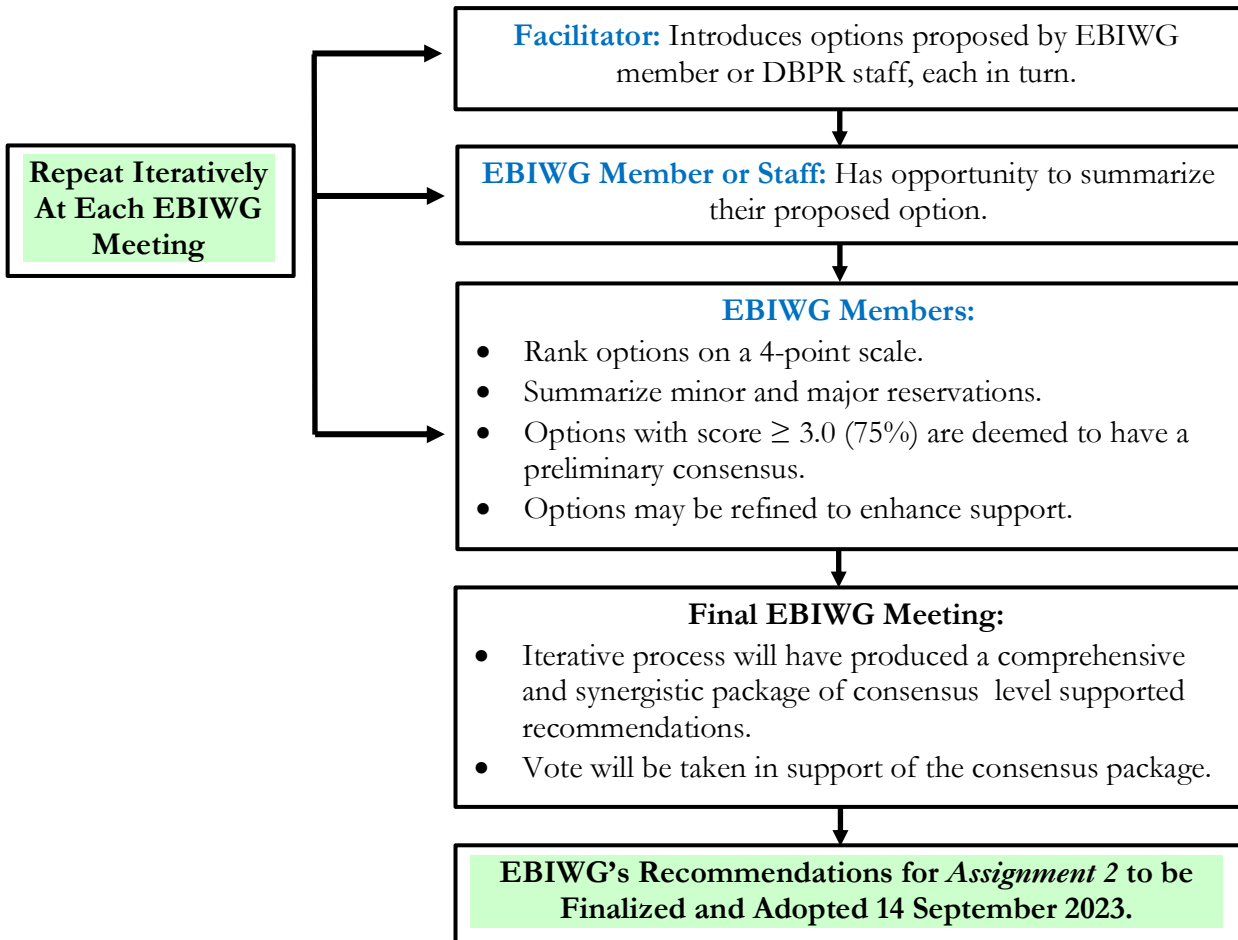 Facilitator: Introduces options proposed by EBIWG
member or DBPR staff, each in turn.
Repeat Iteratively
At Each EBIWG
Meeting
EBIWG Member or Staff: Has opportunity to summarize
their proposed option.
EBIWG Members:
• Rank options on a 4-point scale.
• Summarize minor and major reservations.
• Options with score ≥ 3.0 (75%) are deemed to have a
preliminary consensus.
• Options may be refined to enhance support.
Final EBIWG Meeting:
• Iterative process will have produced a comprehensive
and synergistic package of consensus level supported
recommendations.
• Vote will be taken in support of the consensus package.
EBIWG’s Recommendations for Assignment 2 to be
Finalized and Adopted 14 September 2023.